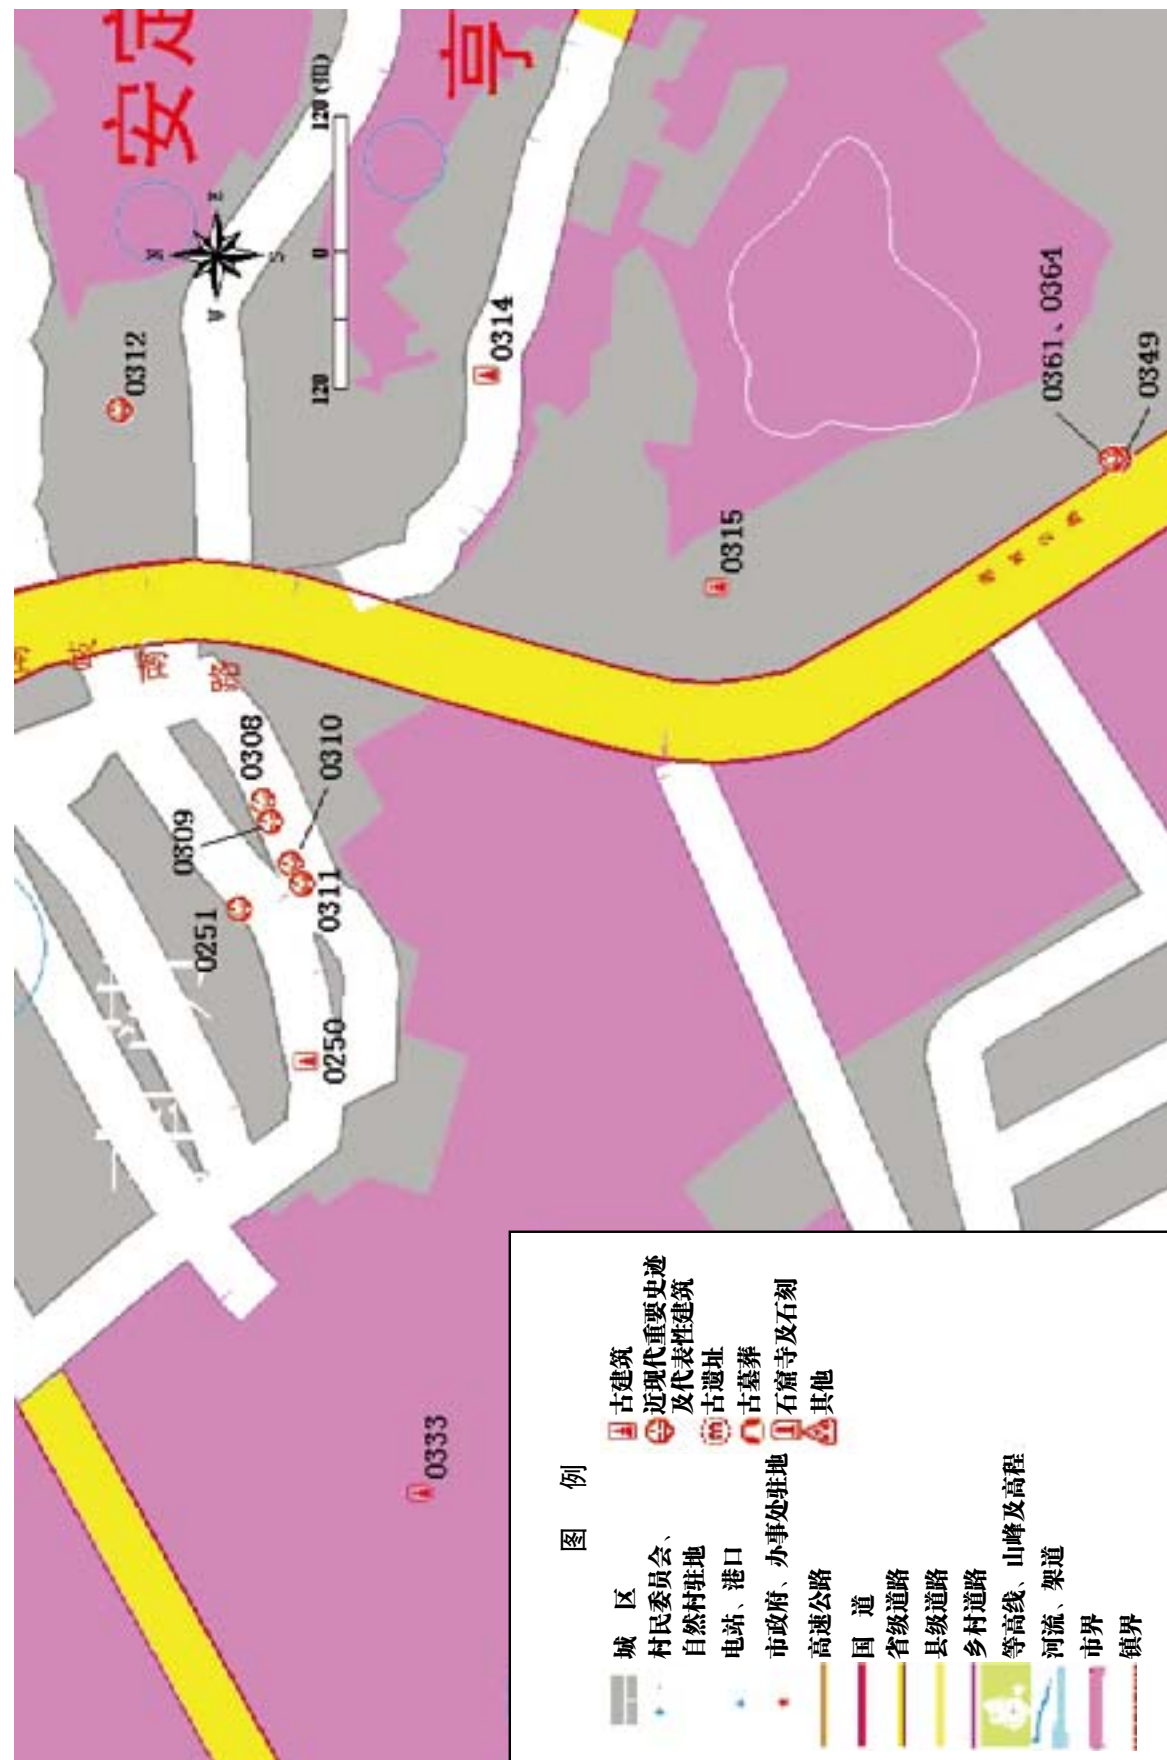 安定
亭
N
E
S
W
120
0
120
0312
0314
0315
0361、0364
0349
路
0308
0309
0310
0311
0251
0250
0333
图 例
城 区
村民委员会、
自然村驻地
电站、港口
市政府、办事处驻地
高速公路
国 道
省级道路
县级道路
乡村道路
等高线、山峰及高程
河流、渠道
市界
镇界
古建筑
近现代重要史迹
及代表性建筑
古遗址
古墓葬
石窟寺及石刻
其他